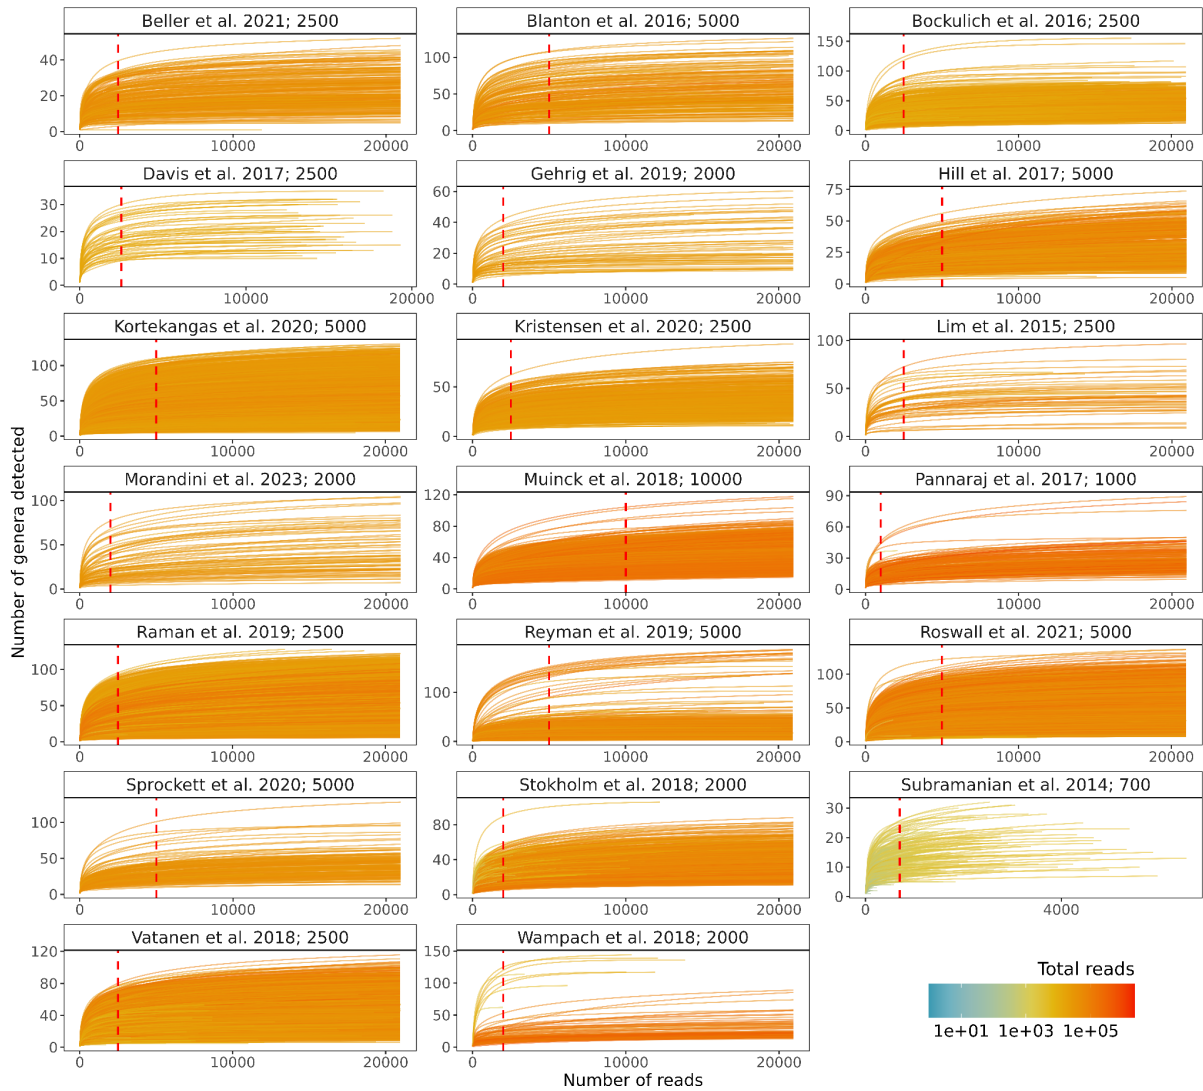 Number of genera detected
Beller et al. 2021; 2500
Blanton et al. 2016; 5000
Bockulich et al. 2016; 2500
40
20
0
0 10000 20000
100
50
0
0 10000 20000
150
100
50
0
0 10000 20000
Davis et al. 2017; 2500
Gehrig et al. 2019; 2000
Hill et al. 2017; 5000
30
20
10
0
0 10000 20000
60
40
20
0
0 10000 20000
75
50
25
0
0 10000 20000
Kortekangas et al. 2020; 5000
Kristensen et al. 2020; 2500
Lim et al. 2015; 2500
100
50
0
0 10000 20000
50
0
0 10000 20000
100
50
0
0 10000 20000
Morandini et al. 2023; 2000
Muinck et al. 2018; 10000
Pannaraj et al. 2017; 1000
100
50
0
0 10000 20000
120
80
40
0
0 10000 20000
90
60
30
0
0 10000 20000
Raman et al. 2019; 2500
Reyman et al. 2019; 5000
Roswall et al. 2021; 5000
100
50
0
0 10000 20000
100
0
0 10000 20000
100
50
0
0 10000 20000
Sprockett et al. 2020; 5000
Stokholm et al. 2018; 2000
Subramanian et al. 2014; 700
100
50
0
0 10000 20000
80
40
0
0 10000 20000
30
20
10
0
0 4000
Vatanen et al. 2018; 2500
Wampach et al. 2018; 2000
120
80
40
0
0 10000 20000
150
100
50
0
0 10000 20000
Total reads
1e+01 1e+03 1e+05
Number of reads